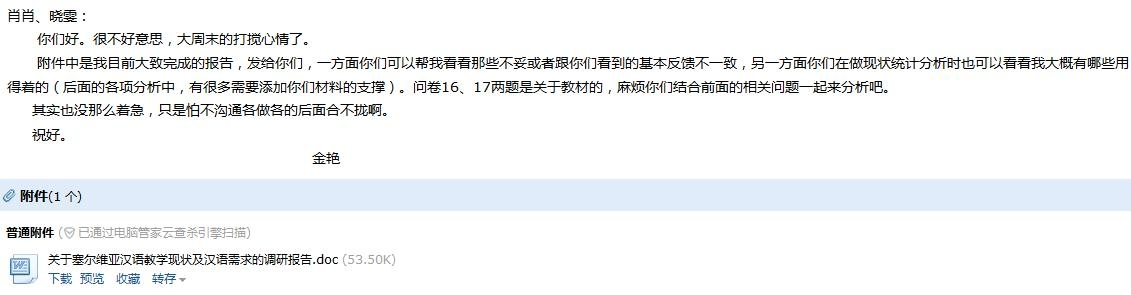 肖肖、晓雯：
你们好。很不好意思，大周末的打搅心情了。
附件中是我目前大致完成的报告，发给你们，一方面你们可以帮我看看那些不妥或者跟你们看到的基本反馈不一致，另一方面你们在做现状统计分析时也可以看看我大概有哪些用
得着的（后面的各项分析中，有很多需要添加你们材料的支撑）。问卷16、17两题是关于教材的，麻烦你们结合前面的相关问题一起来分析吧。
其实也没那么着急，只是怕不沟通各做各的后面合不拢啊。
祝好。
金艳
附件(1 个)
普通附件 (已通过电脑管家云查杀引擎扫描)
关于塞尔维亚汉语教学现状及汉语需求的调研报告.doc (53.50K)
下载 预览 收藏 转存